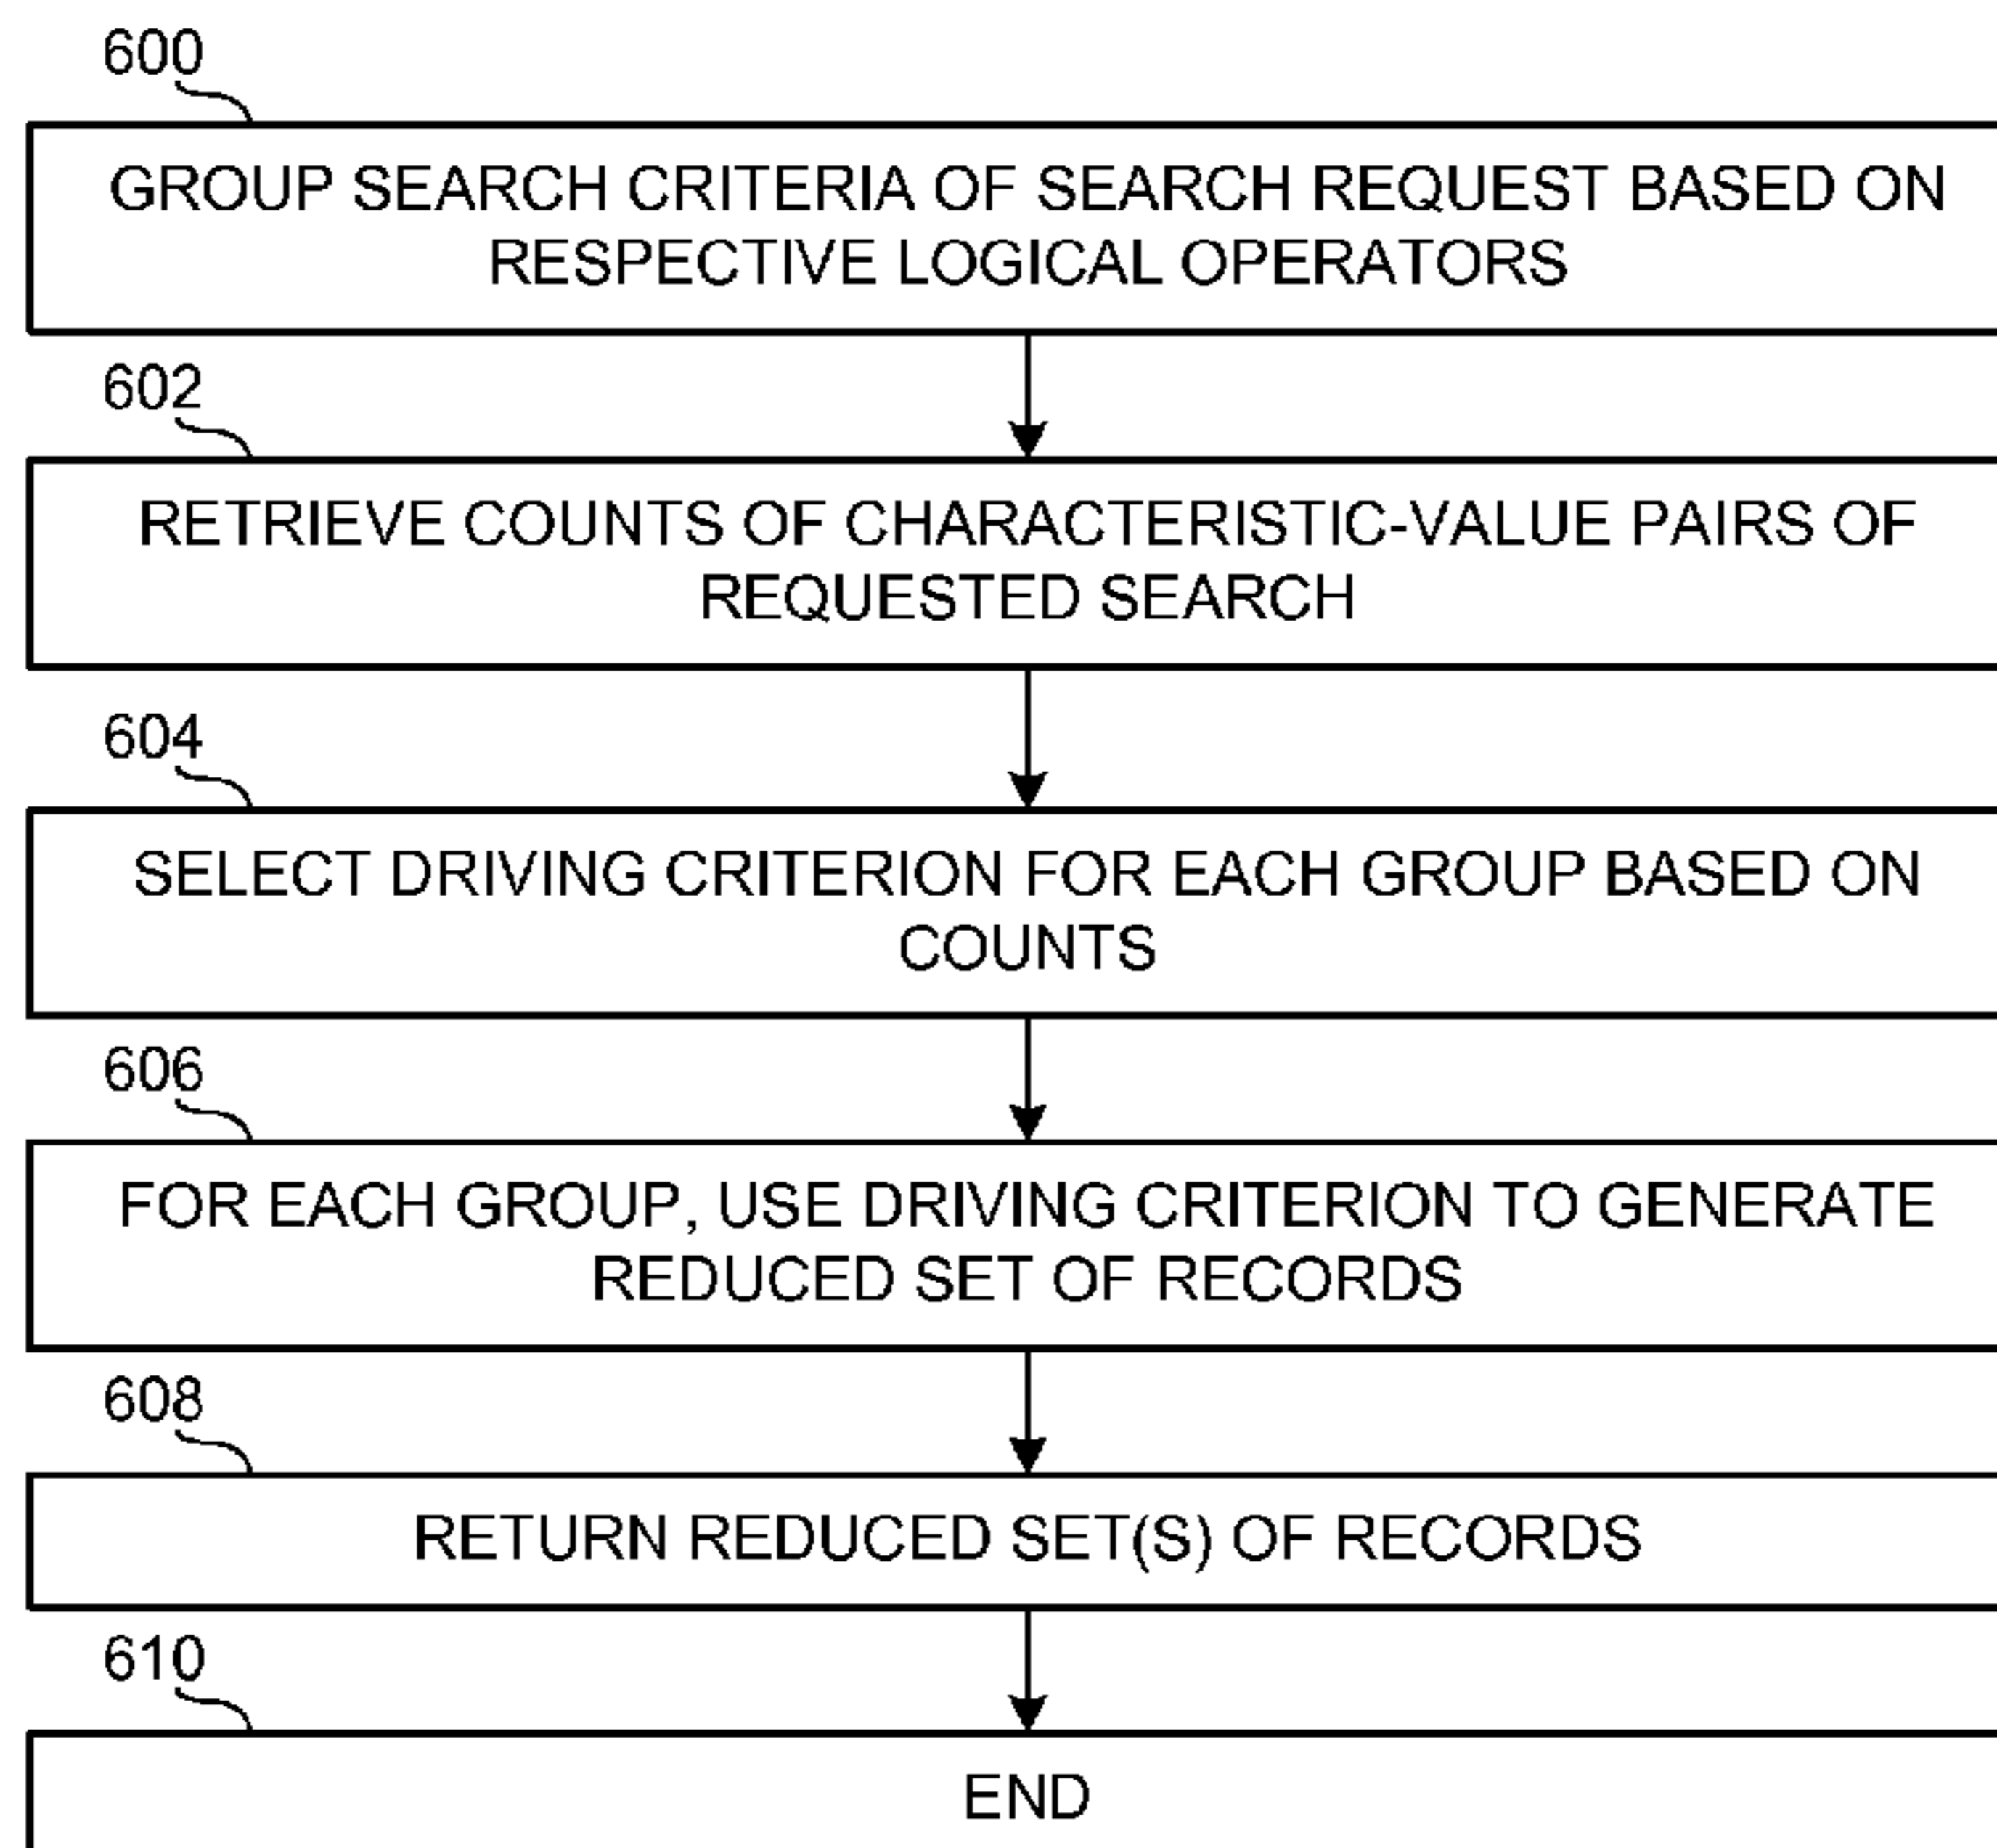 600
GROUP SEARCH CRITERIA OF SEARCH REQUEST BASED ON
RESPECTIVE LOGICAL OPERATORS
602
RETRIEVE COUNTS OF CHARACTERISTIC-VALUE PAIRS OF
REQUESTED SEARCH
604
SELECT DRIVING CRITERION FOR EACH GROUP BASED ON
COUNTS
606
FOR EACH GROUP, USE DRIVING CRITERION TO GENERATE
REDUCED SET OF RECORDS
608
RETURN REDUCED SET(S) OF RECORDS
610
END